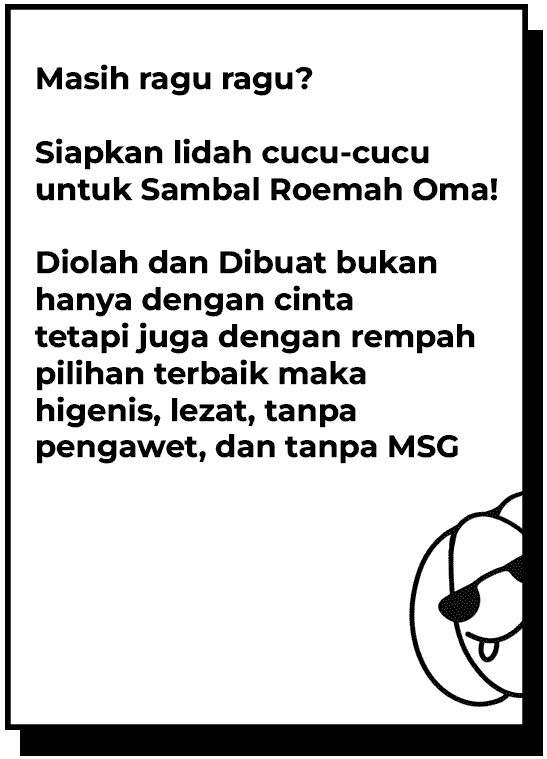 Masih ragu ragu?
Siapkan lidah cucu-cucu
untuk Sambal Roemah Oma!
Diolah dan Dibuat bukan
hanya dengan cinta
tetapi juga dengan rempah
pilihan terbaik maka
higenis, lezat, tanpa
pengawet, dan tanpa MSG